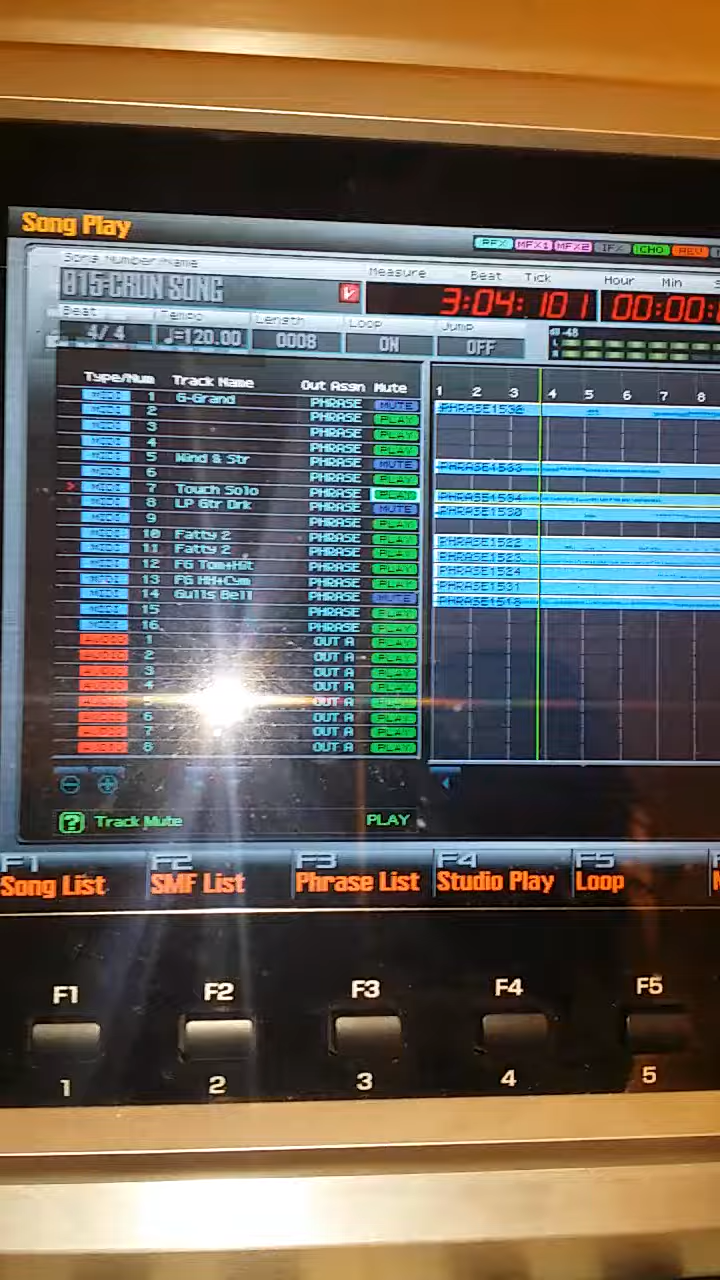 Song Play
PFX MFX1 MFX2 IFX CHO REV
Song Number/Name
Measure Beat Tick Hour Min
015:CRUN SONG
3:04:101 00:00:
Beat Tempo Length Loop Jump
4/4 ♩=120.00 0008 ON OFF
dB-48
L
Type/Num Track Name Out Assn Mute
1 2 3 4 5 6 7 8
MIDI 1 G-Grand PHRASE MUTE
MIDI 2 PHRASE PLAY
MIDI 3 PHRASE PLAY
MIDI 4 PHRASE PLAY
MIDI 5 Wind & Str PHRASE MUTE PHRASE1533
MIDI 6 PHRASE PLAY
MIDI 7 Touch Solo PHRASE PLAY PHRASE1534
MIDI 8 LP Gtr Drk PHRASE MUTE PHRASE1530
MIDI 9 PHRASE PLAY
MIDI 10 Fatty 2 PHRASE PLAY PHRASE1522
MIDI 11 Fatty 2 PHRASE PLAY PHRASE1523
MIDI 12 FG Tom+Hit PHRASE PLAY PHRASE1524
MIDI 13 FG HH+Cym PHRASE PLAY PHRASE1531
MIDI 14 Gulls Bell PHRASE MUTE
MIDI 15 PHRASE PLAY
MIDI 16 PHRASE PLAY
AUDIO 1 OUT A PLAY
AUDIO 2 OUT A PLAY
AUDIO 3 OUT A PLAY
AUDIO 4 OUT A PLAY
AUDIO 5 OUT A PLAY
AUDIO 6 OUT A PLAY
AUDIO 7 OUT A PLAY
AUDIO 8 OUT A PLAY
? Track Mute PLAY
F1 F2 F3 F4 F5
Song List SMF List Phrase List Studio Play Loop
F1 F2 F3 F4 F5
1 2 3 4 5